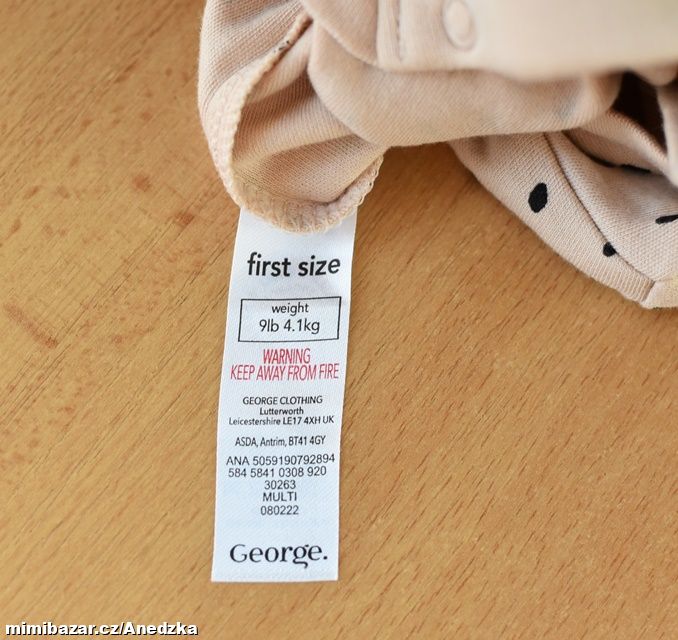 first size
weight
9lb 4.1kg
WARNING
KEEP AWAY FROM FIRE
GEORGE CLOTHING
Lutterworth
Leicestershire LE17 4XH UK
ASDA, Antrim, BT41 4GY
ANA 5059190792894
584 5841 0308 920
30263
MULTI
080222
George.
mimibazar.cz/Anedzka